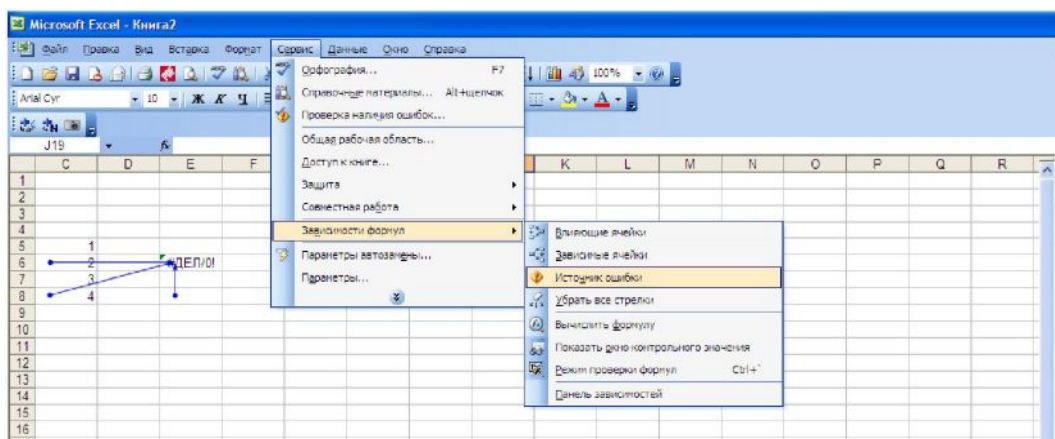 Microsoft Excel - Книга2
Файл Правка Вид Вставка Формат Сервис Данные Окно Справка
100%
Arial Cyr 10 Ж К Ч
J19 fx
C D E F K L M N O P Q R
1
2
3
4
5 1
6 2 #ДЕЛ/0!
7 3
8 4
9
10
11
12
13
14
15
16
Орфография... F7
Справочные материалы... Alt+щелчок
Проверка наличия ошибок...
Общая рабочая область...
Доступ к книге...
Защита
Совместная работа
Зависимости формул
Параметры автозамены...
Параметры...
Влияющие ячейки
Зависимые ячейки
Источник ошибки
Убрать все стрелки
Вычислить формулу
Показать окно контрольного значения
Режим проверки формул Ctrl+`
Панель зависимостей